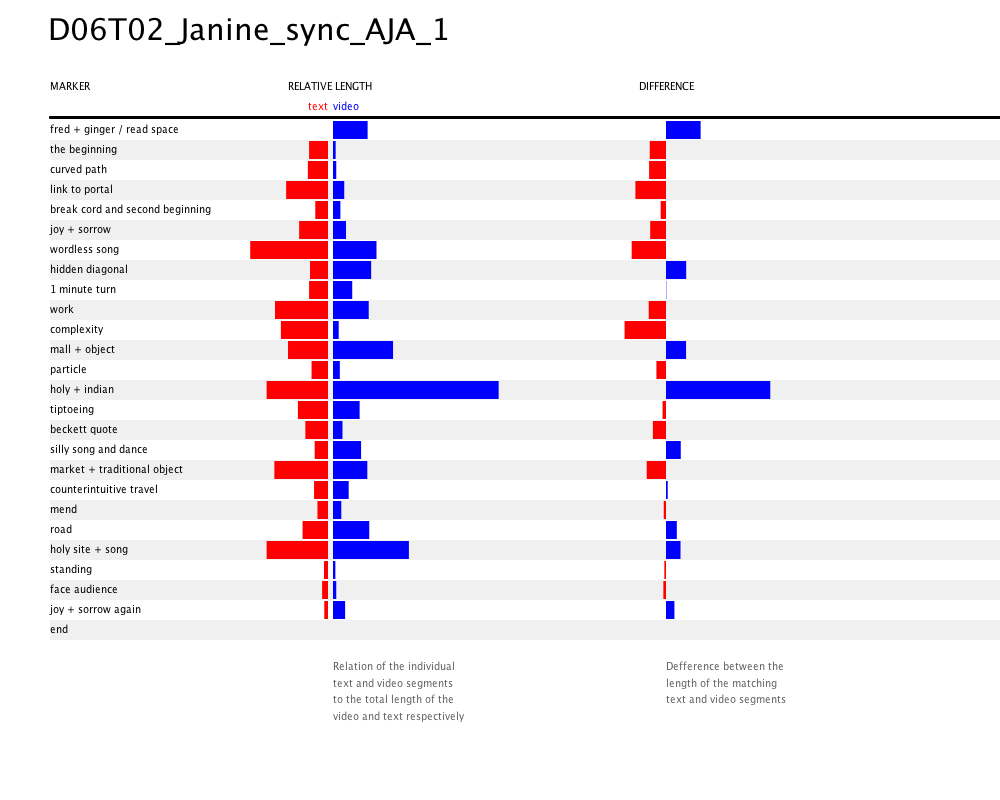 D06T02_Janine_sync_AJA_1
MARKER RELATIVE LENGTH DIFFERENCE
text video
fred + ginger / read space
the beginning
curved path
link to portal
break cord and second beginning
joy + sorrow
wordless song
hidden diagonal
1 minute turn
work
complexity
mall + object
particle
holy + indian
tiptoeing
beckett quote
silly song and dance
market + traditional object
counterintuitive travel
mend
road
holy site + song
standing
face audience
joy + sorrow again
end
Relation of the individual
text and video segments
to the total length of the
video and text respectively
Defference between the
length of the matching
text and video segments